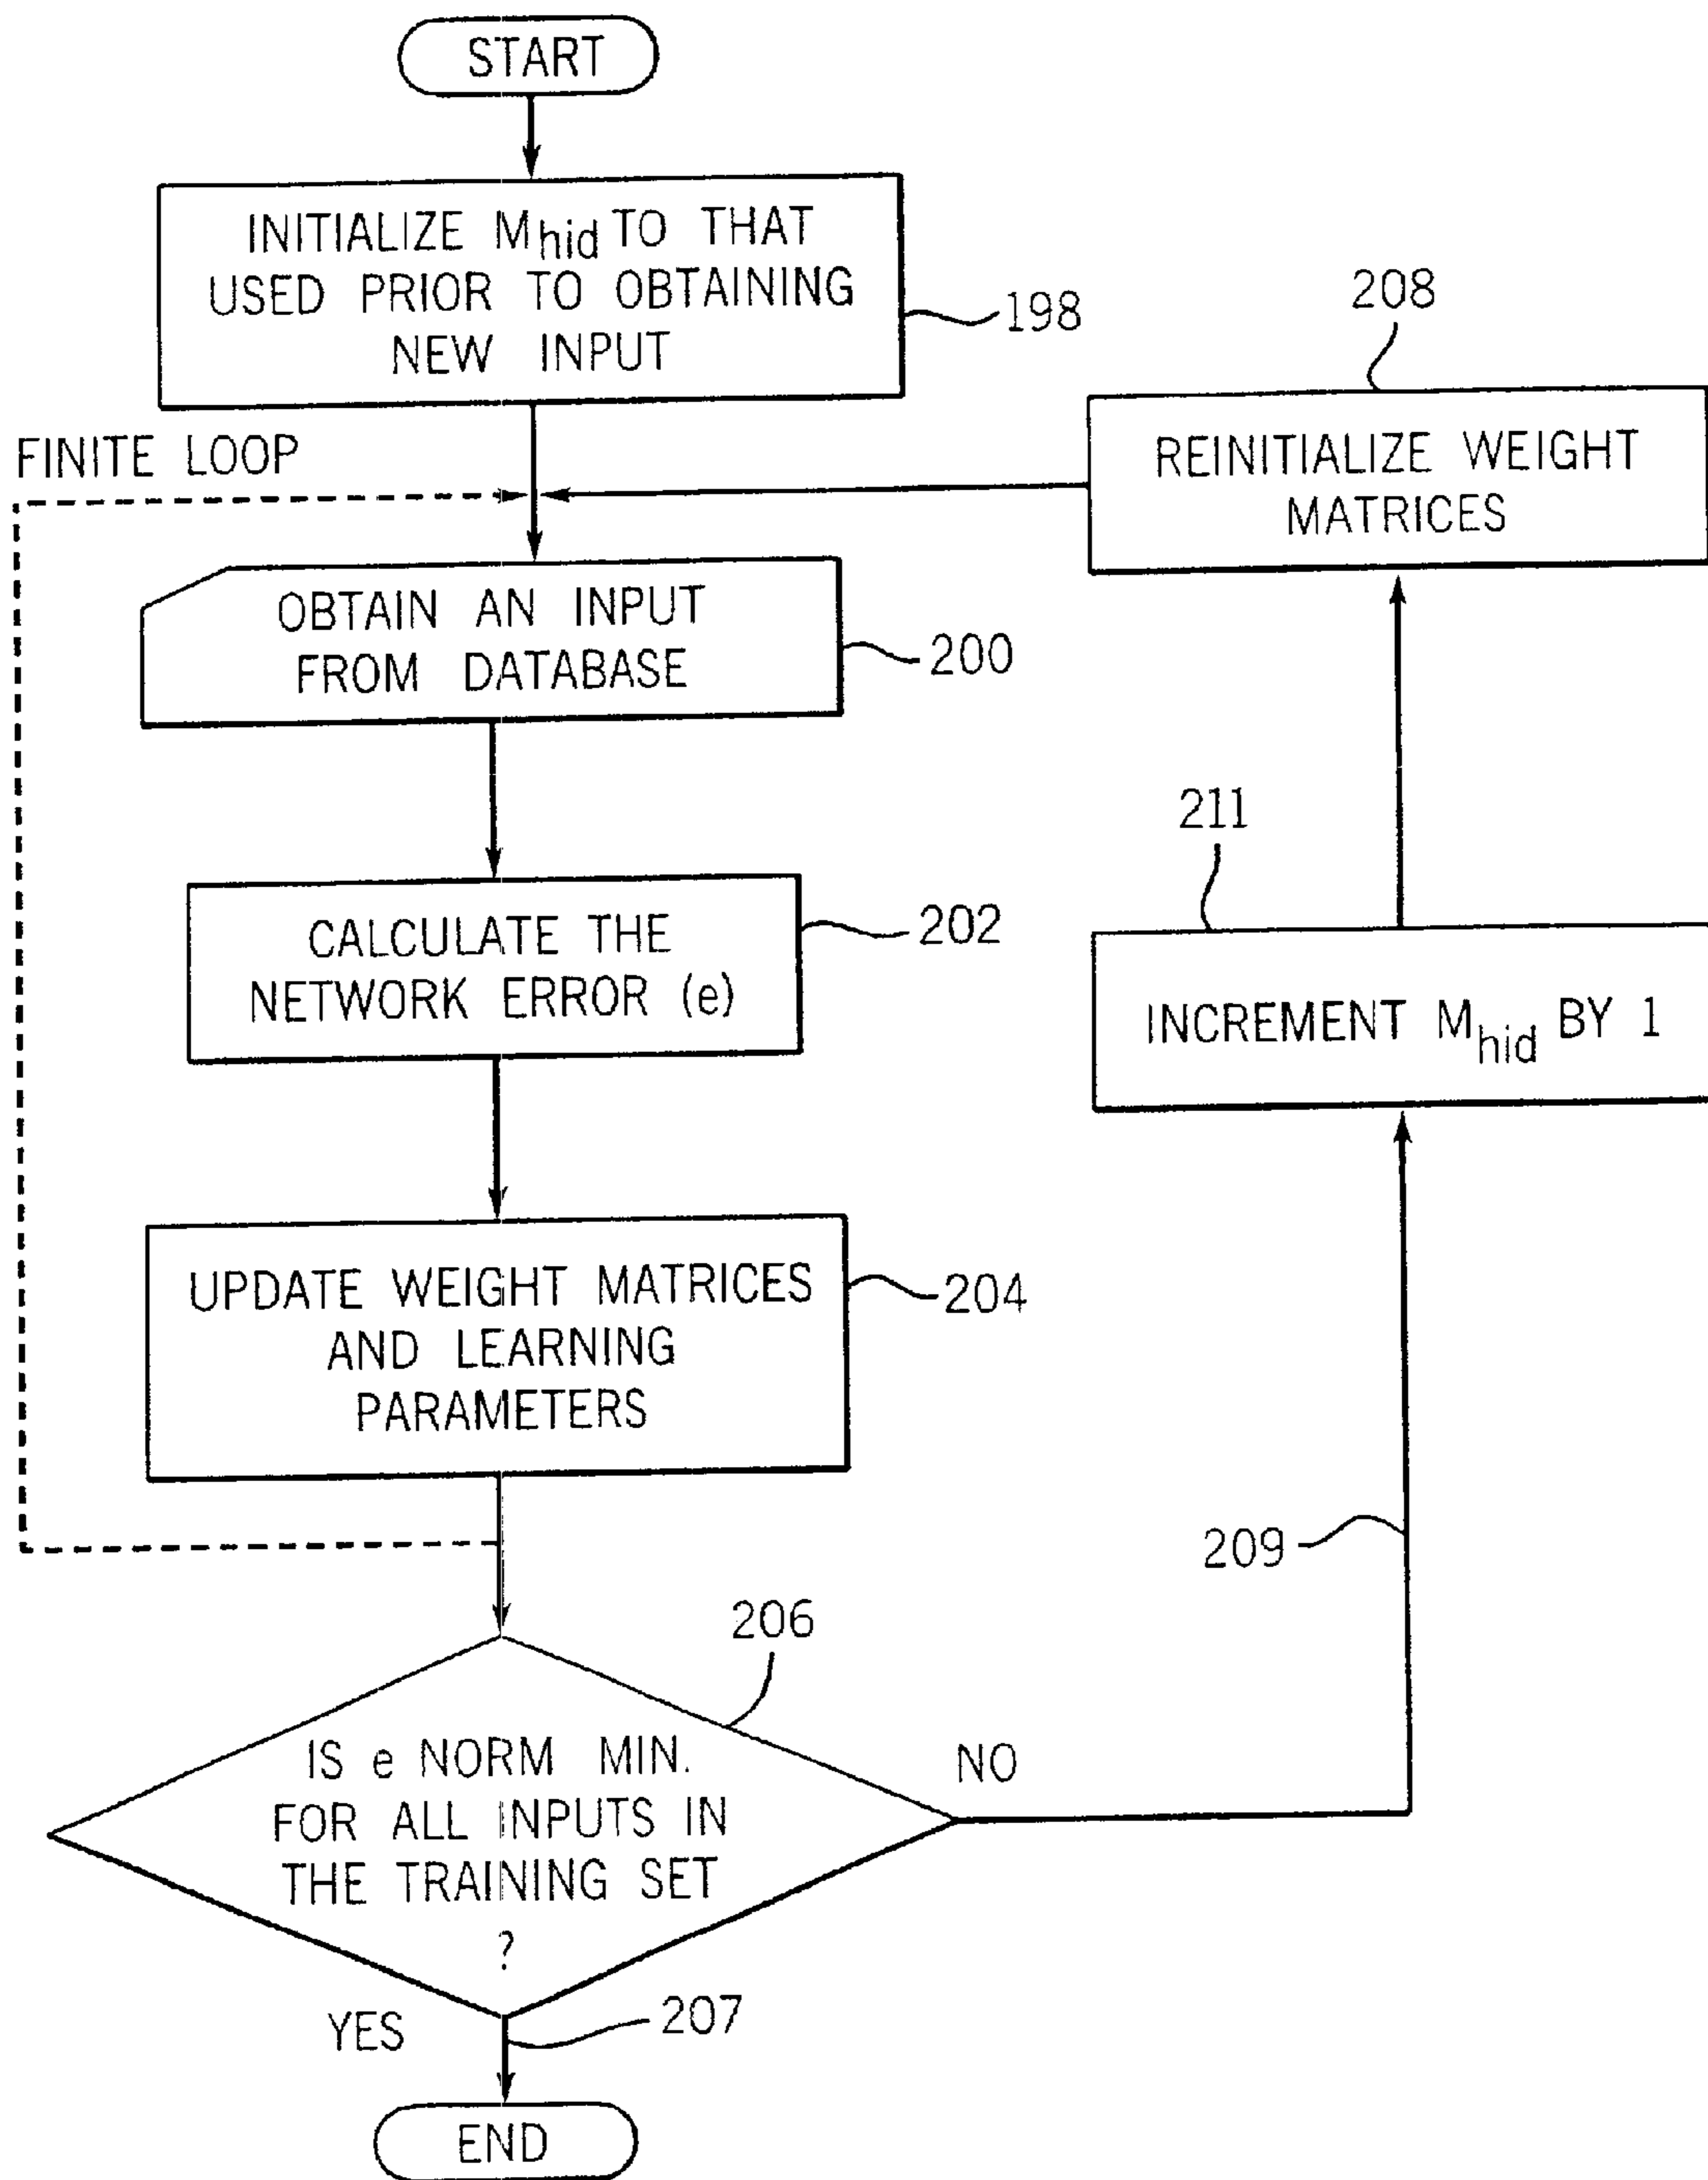 START
INITIALIZE Mhid TO THAT
USED PRIOR TO OBTAINING
NEW INPUT
198
FINITE LOOP
208
REINITIALIZE WEIGHT
MATRICES
OBTAIN AN INPUT
FROM DATABASE
200
211
CALCULATE THE
NETWORK ERROR (e)
202
INCREMENT Mhid BY 1
UPDATE WEIGHT MATRICES
AND LEARNING
PARAMETERS
204
209
206
IS e NORM MIN.
FOR ALL INPUTS IN
THE TRAINING SET
?
NO
YES
207
END